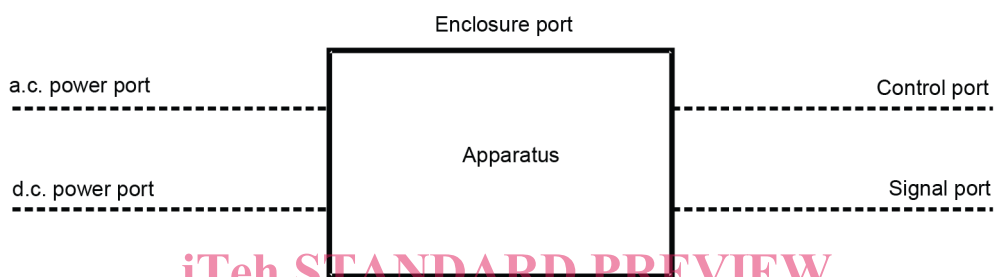 Enclosure port
a.c. power port
Control port
Apparatus
d.c. power port
Signal port
iTeh STANDARD PREVIEW